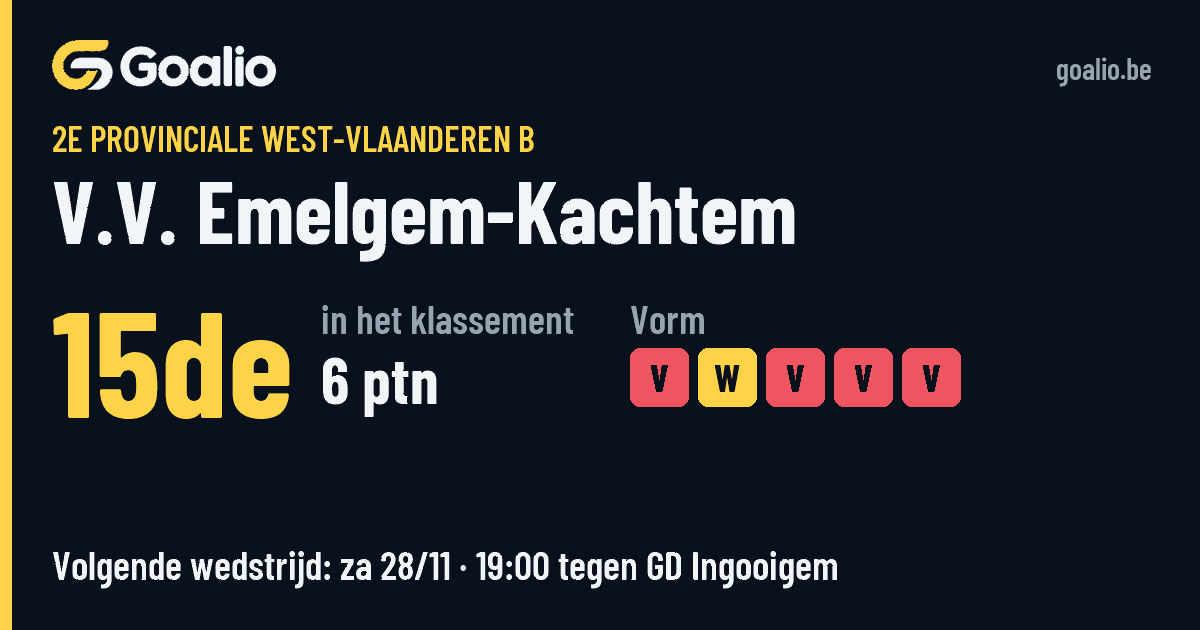 Goalio
goalio.be
2E PROVINCIALE WEST-VLAANDEREN B
V.V. Emelgem-Kachtem
15de
in het klassement
6 ptn
Vorm
V W V V V
Volgende wedstrijd: za 28/11 · 19:00 tegen GD Ingooigem